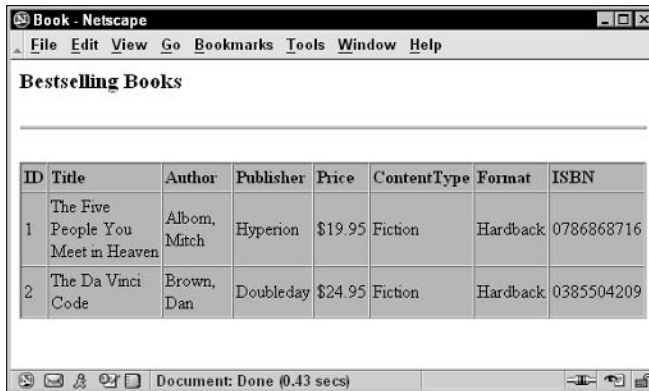 Book - Netscape
File Edit View Go Bookmarks Tools Window Help
Bestselling Books
ID Title Author Publisher Price ContentType Format ISBN
1 The Five People You Meet in Heaven Albom, Mitch Hyperion $19.95 Fiction Hardback 0786868716
2 The Da Vinci Code Brown, Dan Doubleday $24.95 Fiction Hardback 0385504209
Document: Done (0.43 secs)